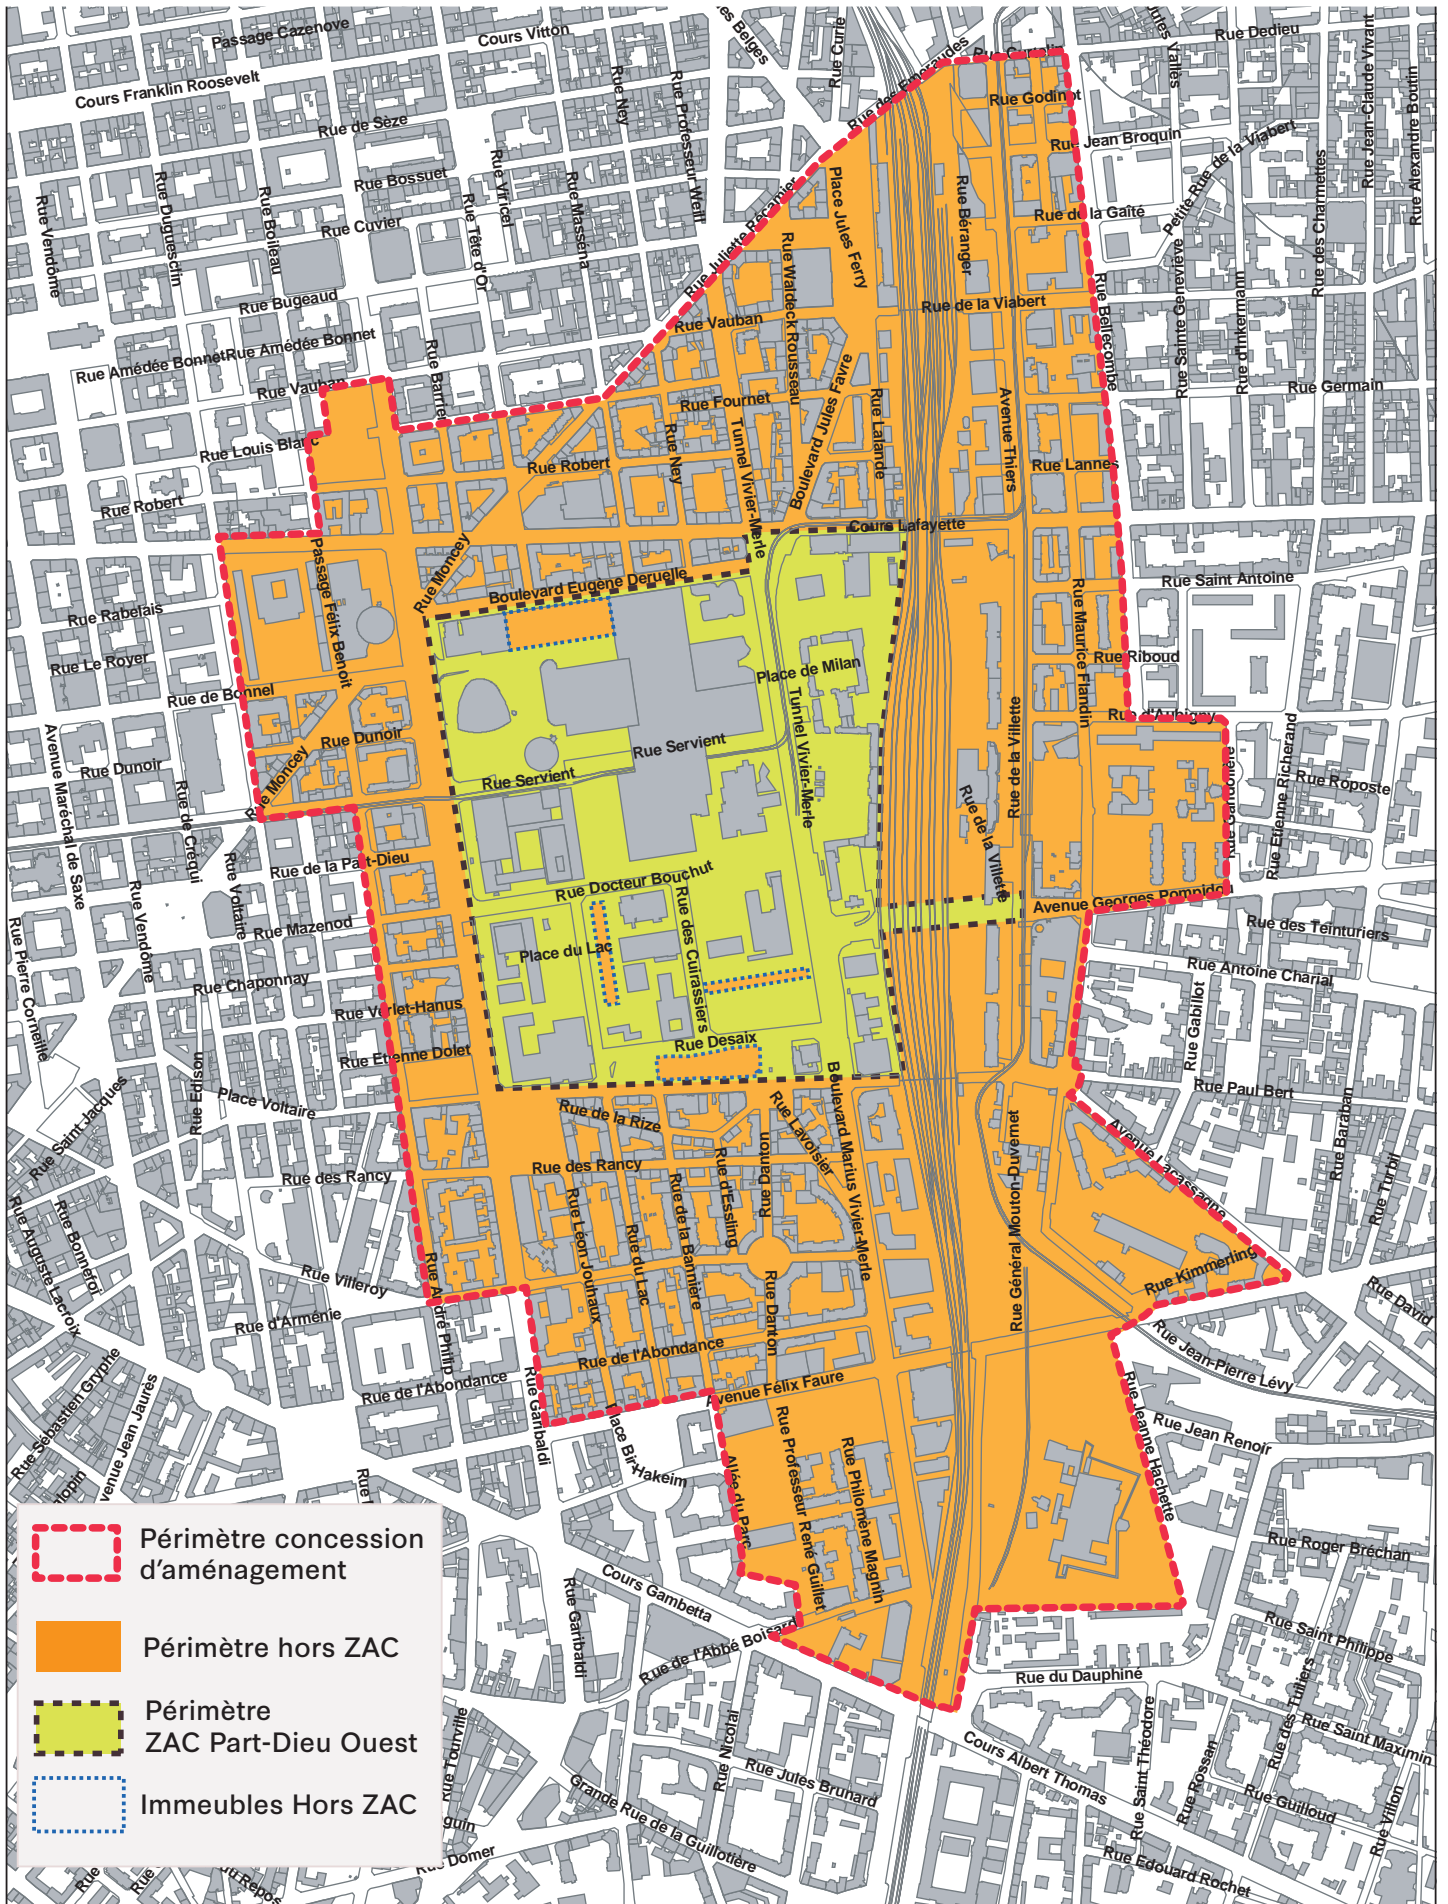 Passage Cazenove
Cours Vitton
Rue Curie
Rue Dedieu
Cours Franklin Roosevelt
Rue Ney
Rue Professeur Weill
Rue des Emeraudes
Rue Godinot
Rue Jean-Claude Vivant
Rue Alexandre Boutin
Rue de Sèze
Rue Jean Broquin
Petite Rue de la Viabert
Rue Bossuet
Rue Viricel
Rue Masséna
Rue Juliette Récamier
Place Jules Ferry
Rue Béranger
Rue de la Gaîté
Rue des Charmettes
Rue Vendôme
Rue Duguesclin
Rue Boileau
Rue Cuvier
Rue Tête d'Or
Rue Waldeck Rousseau
Rue Sainte Geneviève
Rue d'Inkermann
Rue Bugeaud
Rue Vauban
Rue de la Viabert
Rue Bellecombe
Rue Amédée Bonnet
Rue Amédée Bonnet
Rue Barrier
Rue Vauban
Rue Fournet
Boulevard Jules Favre
Rue Lalande
Avenue Thiers
Rue Germain
Rue Louis Blanc
Rue Robert
Rue Ney
Tunnel Vivier-Merle
Rue Lannes
Rue Robert
Cours Lafayette
Passage Félix Benoit
Rue Moncey
Boulevard Eugène Deruelle
Rue Maurice Flandin
Rue Saint Antoine
Rue Rabelais
Rue Le Royer
Rue de Bonnel
Place de Milan
Rue Riboud
Rue d'Aubigny
Avenue Maréchal de Saxe
Rue Dunoir
Rue Dunoir
Rue Moncey
Rue Servient
Rue Servient
Tunnel Vivier-Merle
Rue de la Villette
Rue de la Villette
Rue Etienne Richerand
Rue Roposte
Rue de Créqui
Rue Voltaire
Rue de la Part-Dieu
Rue Docteur Bouchut
Avenue Georges Pompidou
Rue Vendôme
Rue Mazenod
Place du Lac
Rue des Cuirassiers
Rue des Teinturiers
Rue Pierre Corneille
Rue Chaponnay
Rue Antoine Charial
Rue Verlet-Hanus
Rue Gabillot
Rue Etienne Dolet
Rue Desaix
Boulevard Marius Vivier-Merle
Rue Edison
Place Voltaire
Rue Saint Jacques
Rue de la Rize
Rue Lavoisier
Rue Général Mouton-Duvernet
Rue Paul Bert
Avenue Lacassagne
Rue Baraban
Rue Turbil
Rue des Rancy
Rue des Rancy
Rue Danton
Rue d'Essling
Rue de la Bannière
Rue du Lac
Rue Léon Jouhaux
Rue Bonnefoi
Rue Auguste Lacroix
Rue Villeroy
Rue André Philip
Rue d'Arménie
Rue Danton
Rue Kimmerling
Rue David
Rue de l'Abondance
Rue Jean-Pierre Lévy
Rue Sébastien Gryphe
Rue de l'Abondance
Rue Garibaldi
Avenue Félix Faure
Rue Jeanne Hachette
Rue Jean Renoir
Place Bir-Hakeim
Allée du Parc
Rue Professeur René Guillet
Rue Philomène Magnin
Rue Roger Bréchan
Cours Gambetta
Rue Garibaldi
Rue de l'Abbé Boisard
Rue du Dauphiné
Rue Saint Philippe
Rue des Tuiliers
Rue Saint Maximin
Rue Tourville
Rue Nicolaï
Rue Jules Brunard
Grande Rue de la Guillotière
Cours Albert Thomas
Rue Saint Théodore
Rue Rossan
Rue Guilloud
Rue Villon
Rue Domer
Rue Edouard Rochet
Périmètre concession
d'aménagement
Périmètre hors ZAC
Périmètre
ZAC Part-Dieu Ouest
Immeubles Hors ZAC